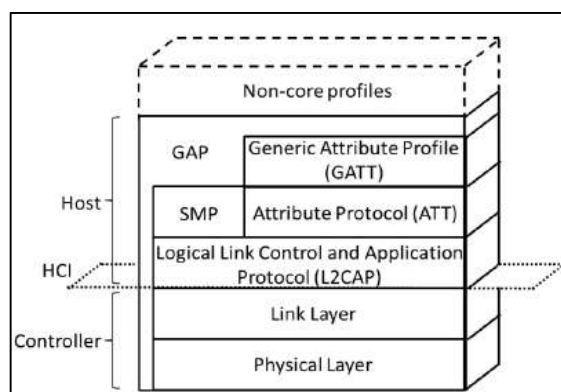 Non-core profiles
GAP
Generic Attribute Profile
(GATT)
Host
SMP
Attribute Protocol (ATT)
Logical Link Control and Application
Protocol (L2CAP)
HCI
Link Layer
Controller
Physical Layer